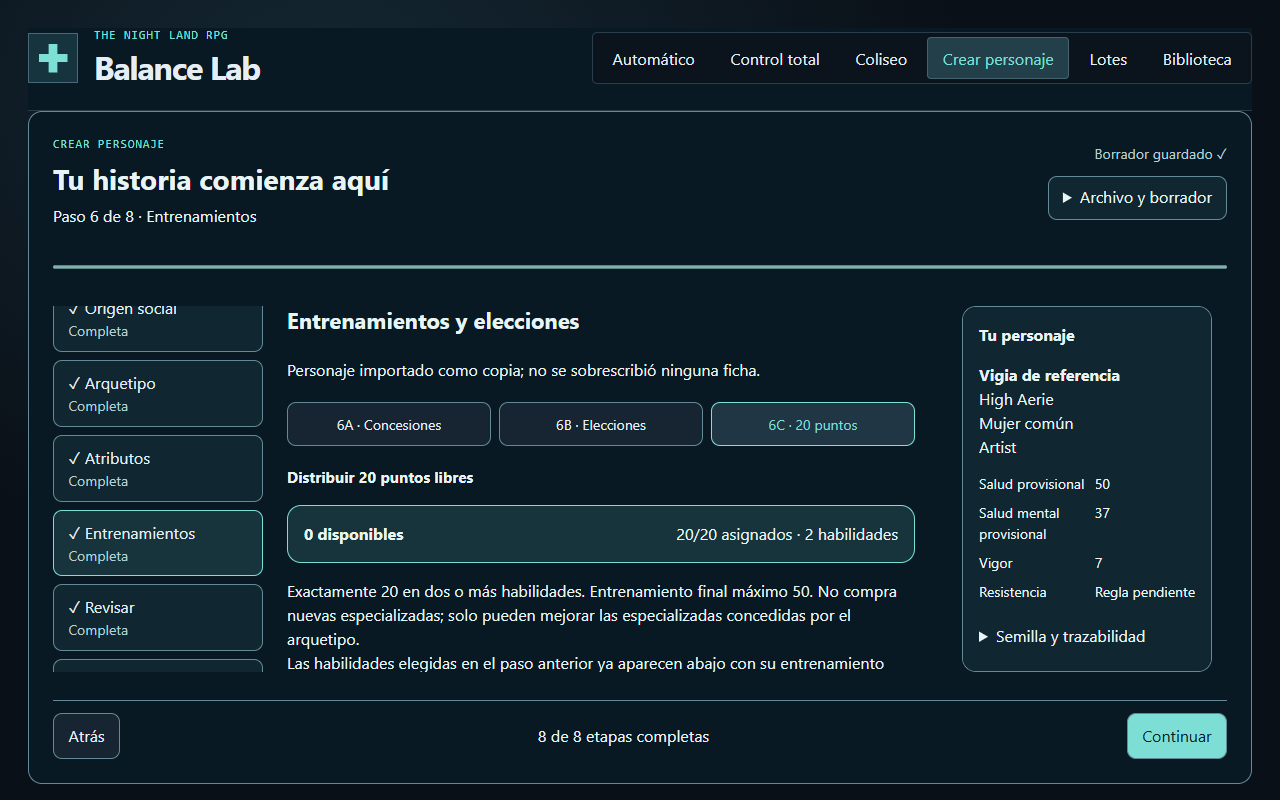 THE NIGHT LAND RPG
Balance Lab
Automático
Control total
Coliseo
Crear personaje
Lotes
Biblioteca
CREAR PERSONAJE
Tu historia comienza aquí
Paso 6 de 8 · Entrenamientos
Borrador guardado ✓
▶ Archivo y borrador
✓ Origen social
Completa
✓ Arquetipo
Completa
✓ Atributos
Completa
✓ Entrenamientos
Completa
✓ Revisar
Completa
Entrenamientos y elecciones
Personaje importado como copia; no se sobrescribió ninguna ficha.
6A · Concesiones
6B · Elecciones
6C · 20 puntos
Distribuir 20 puntos libres
0 disponibles
20/20 asignados · 2 habilidades
Exactamente 20 en dos o más habilidades. Entrenamiento final máximo 50. No compra
nuevas especializadas; solo pueden mejorar las especializadas concedidas por el
arquetipo.
Las habilidades elegidas en el paso anterior ya aparecen abajo con su entrenamiento
Tu personaje
Vigia de referencia
High Aerie
Mujer común
Artist
Salud provisional 50
Salud mental 37
provisional
Vigor 7
Resistencia Regla pendiente
▶ Semilla y trazabilidad
Atrás
8 de 8 etapas completas
Continuar